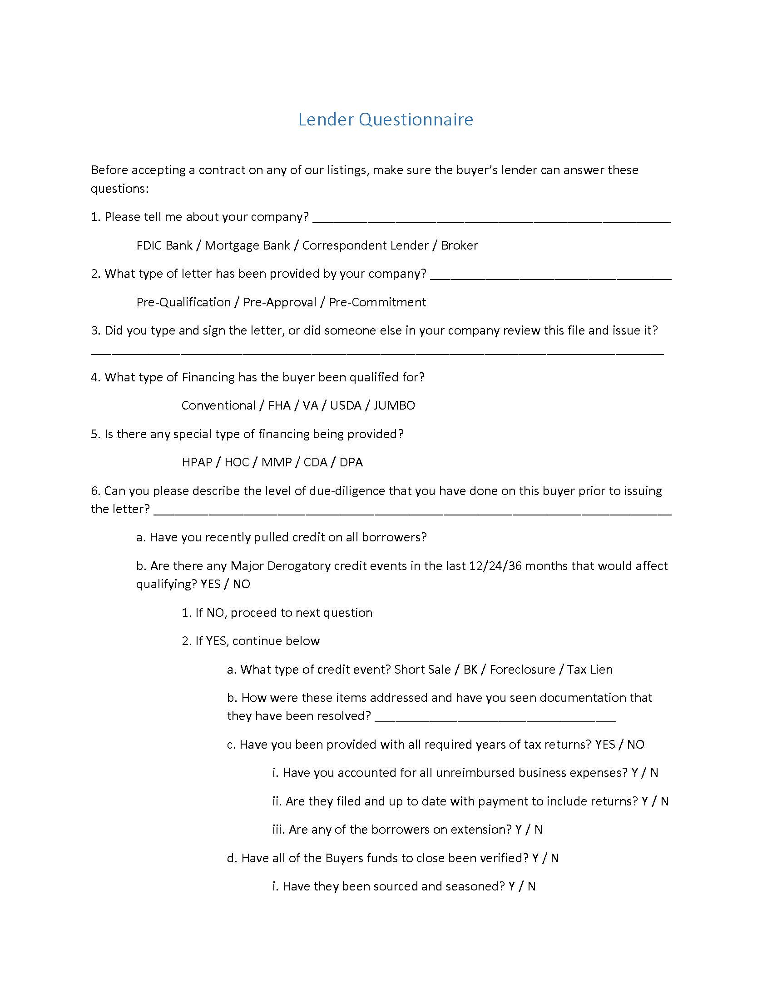 Lender Questionnaire
Before accepting a contract on any of our listings, make sure the buyer’s lender can answer these
questions:
1. Please tell me about your company? ____________________________________________________
FDIC Bank / Mortgage Bank / Correspondent Lender / Broker
2. What type of letter has been provided by your company? ___________________________________
Pre-Qualification / Pre-Approval / Pre-Commitment
3. Did you type and sign the letter, or did someone else in your company review this file and issue it?
___________________________________________________________________________________
4. What type of Financing has the buyer been qualified for?
Conventional / FHA / VA / USDA / JUMBO
5. Is there any special type of financing being provided?
HPAP / HOC / MMP / CDA / DPA
6. Can you please describe the level of due-diligence that you have done on this buyer prior to issuing
the letter? ___________________________________________________________________________
a. Have you recently pulled credit on all borrowers?
b. Are there any Major Derogatory credit events in the last 12/24/36 months that would affect
qualifying? YES / NO
1. If NO, proceed to next question
2. If YES, continue below
a. What type of credit event? Short Sale / BK / Foreclosure / Tax Lien
b. How were these items addressed and have you seen documentation that
they have been resolved? ___________________________________
c. Have you been provided with all required years of tax returns? YES / NO
i. Have you accounted for all unreimbursed business expenses? Y / N
ii. Are they filed and up to date with payment to include returns? Y / N
iii. Are any of the borrowers on extension? Y / N
d. Have all of the Buyers funds to close been verified? Y / N
i. Have they been sourced and seasoned? Y / N